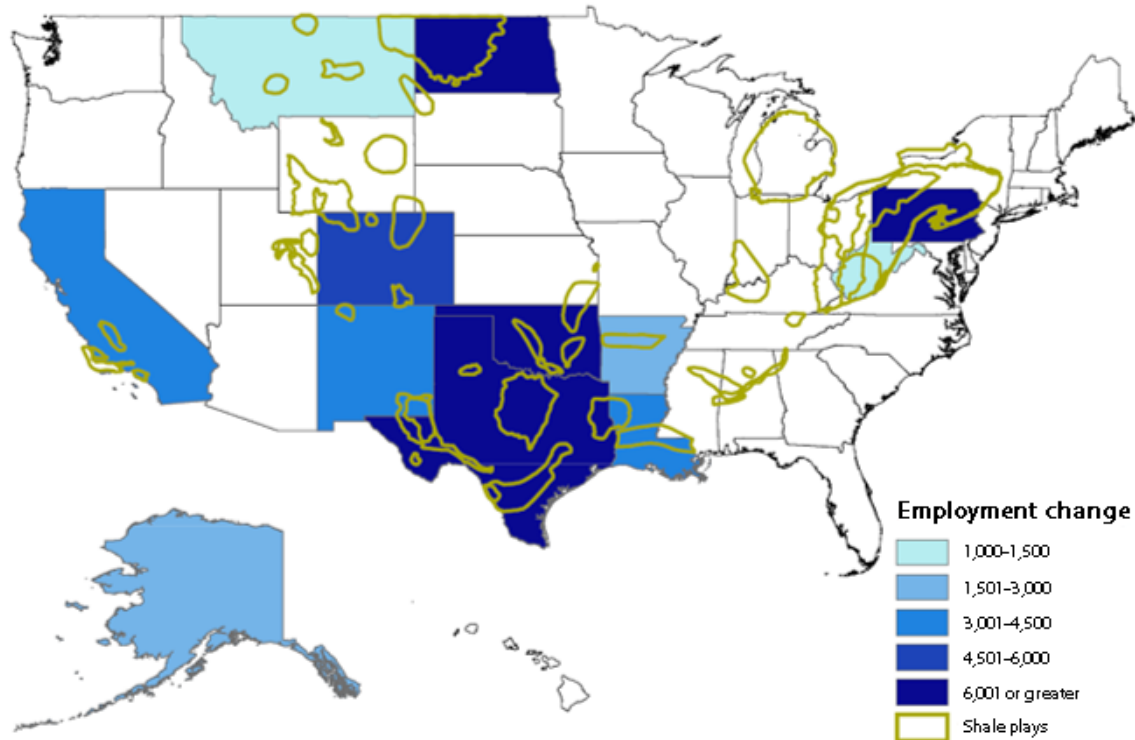 Employment change
1,000–1,500
1,501–3,000
3,001–4,500
4,501–6,000
6,001 or greater
Shale plays